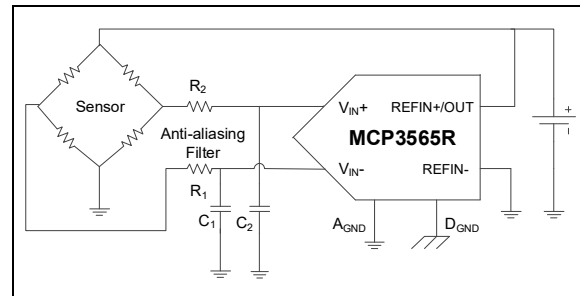 R2
Sensor
VIN+
REFIN+/OUT
+
−
Anti-aliasing
Filter
MCP3565R
VIN-
REFIN-
R1
C1
C2
AGND
DGND